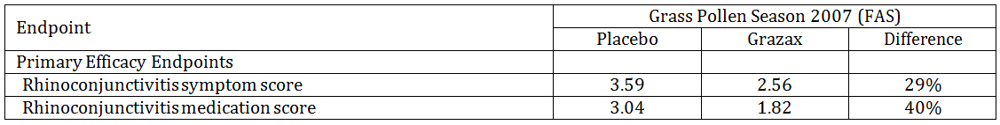 Endpoint
Grass Pollen Season 2007 (FAS)
Placebo Grazax Difference
Primary Efficacy Endpoints
Rhinoconjunctivitis symptom score 3.59 2.56 29%
Rhinoconjunctivitis medication score 3.04 1.82 40%